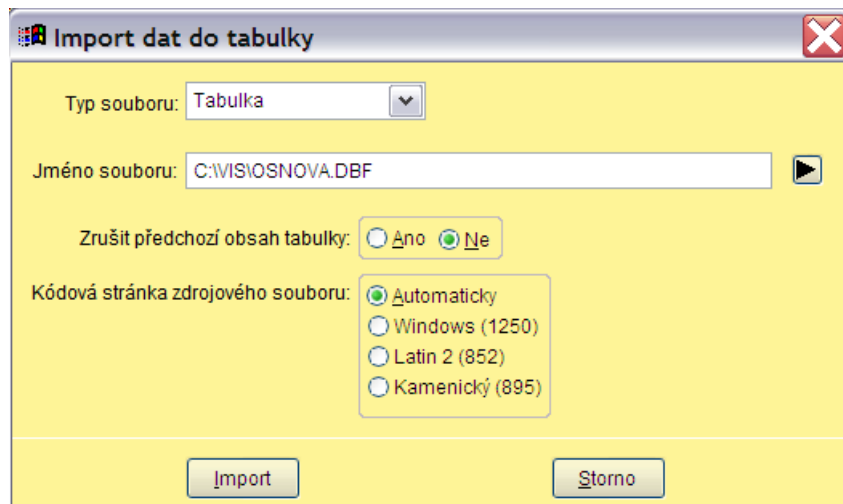 Import dat do tabulky
Typ souboru: Tabulka
Jméno souboru: C:\VIS\OSNOVA.DBF
Zrušit předchozí obsah tabulky: Ano Ne
Kódová stránka zdrojového souboru: Automaticky
Windows (1250)
Latin 2 (852)
Kamenický (895)
Import Storno